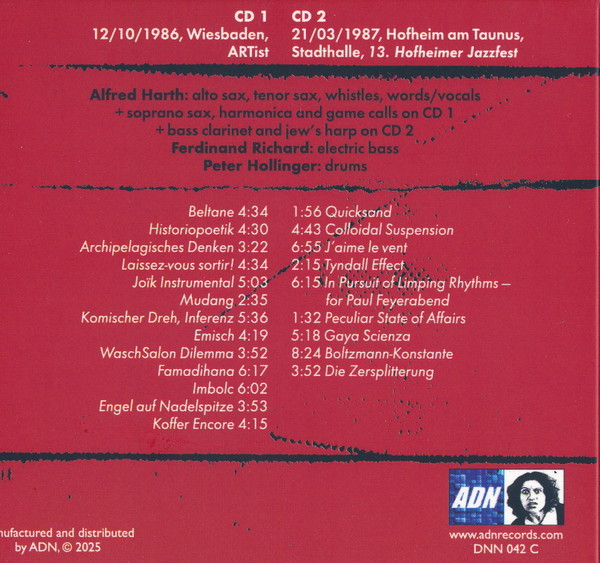 CD 1
12/10/1986, Wiesbaden,
ARTist
CD 2
21/03/1987, Hofheim am Taunus,
Stadthalle, 13. Hofheimer Jazzfest
Alfred Harth: alto sax, tenor sax, whistles, words/vocals
+ soprano sax, harmonica and game calls on CD 1
+ bass clarinet and jew's harp on CD 2
Ferdinand Richard: electric bass
Peter Hollinger: drums
Beltane 4:34
Historiopoetik 4:30
Archipelagisches Denken 3:22
Laissez-vous sortir! 4:34
Joïk Instrumental 5:03
Mudang 2:35
Komischer Dreh, Inferenz 5:36
Emisch 4:19
WaschSalon Dilemma 3:52
Famadihana 6:17
Imbolc 6:02
Engel auf Nadelspitze 3:53
Koffer Encore 4:15
1:56 Quicksand
4:43 Colloidal Suspension
6:55 J'aime le vent
2:15 Tyndall Effect
6:15 In Pursuit of Limping Rhythms –
for Paul Feyerabend
1:32 Peculiar State of Affairs
5:18 Gaya Scienza
8:24 Boltzmann-Konstante
3:52 Die Zersplitterung
nufactured and distributed
by ADN, © 2025
ADN
www.adnrecords.com
DNN 042 C